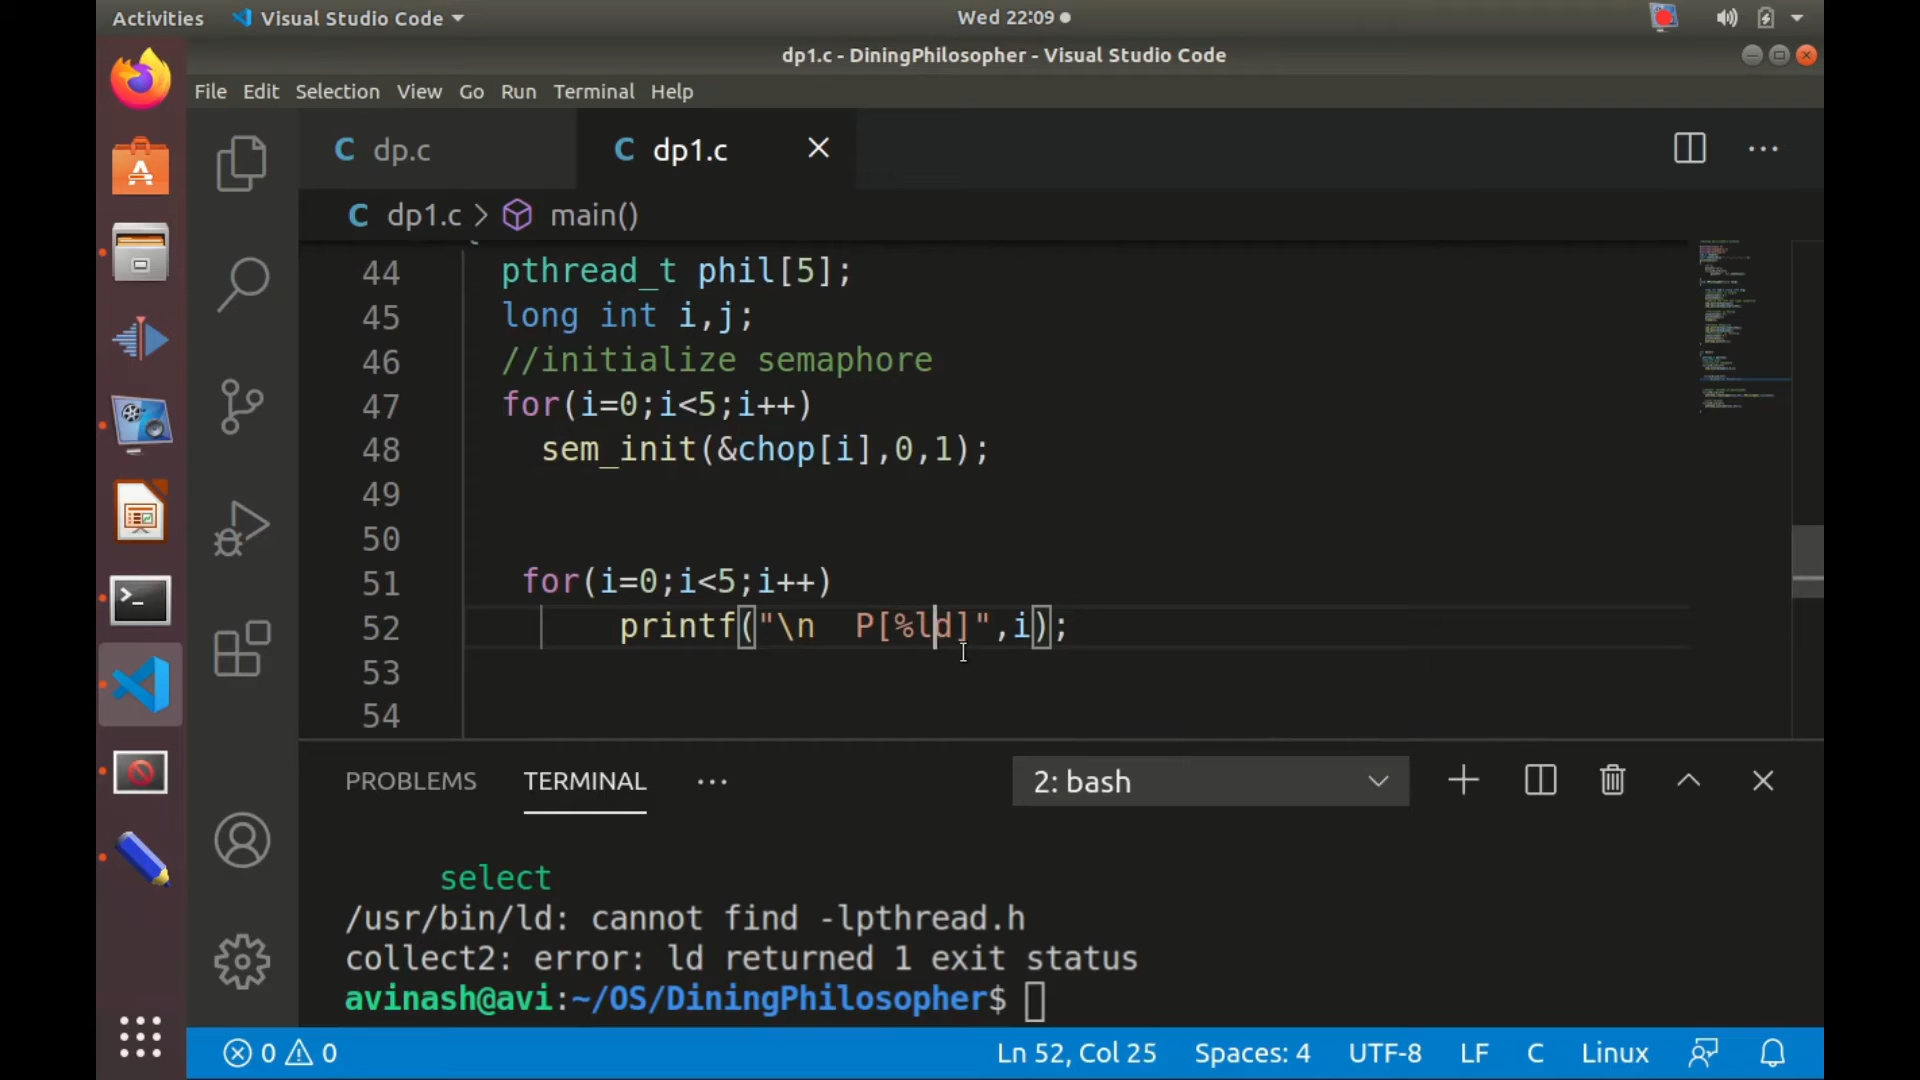 Activities Visual Studio Code Wed 22:09
dp1.c - DiningPhilosopher - Visual Studio Code
File Edit Selection View Go Run Terminal Help
C dp.c C dp1.c
C dp1.c > main()
44 pthread_t phil[5];
45 long int i,j;
46 //initialize semaphore
47 for(i=0;i<5;i++)
48 sem_init(&chop[i],0,1);
49
50
51 for(i=0;i<5;i++)
52 printf("\n  P[%ld]",i);
53
54
PROBLEMS TERMINAL ··· 2: bash
select
/usr/bin/ld: cannot find -lpthread.h
collect2: error: ld returned 1 exit status
avinash@avi:~/OS/DiningPhilosopher$
0 0 Ln 52, Col 25 Spaces: 4 UTF-8 LF C Linux